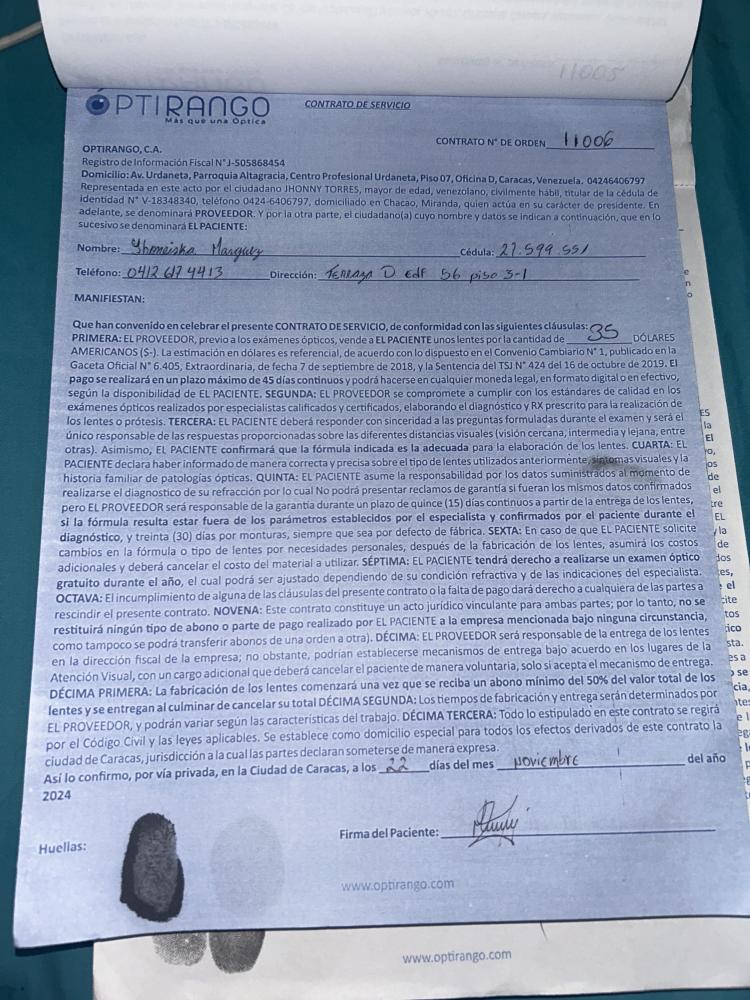 11005
OPTIRANGO
Más que una Óptica
CONTRATO DE SERVICIO
CONTRATO N° DE ORDEN 11006
OPTIRANGO, C.A.
Registro de Información Fiscal N° J-505868454
Domicilio: Av. Urdaneta, Parroquia Altagracia, Centro Profesional Urdaneta, Piso 07, Oficina D, Caracas, Venezuela. 04246406797
Representada en este acto por el ciudadano JHONNY TORRES, mayor de edad, venezolano, civilmente hábil, titular de la cédula de
identidad N° V-18348340, teléfono 0424-6406797, domiciliado en Chacao, Miranda, quien actúa en su carácter de presidente. En
adelante, se denominará PROVEEDOR. Y por la otra parte, el ciudadano(a) cuyo nombre y datos se indican a continuación, que en lo
sucesivo se denominará EL PACIENTE:
Nombre: Yhomeiska Marquez Cédula: 27.599.551
Teléfono: 0412 617 4413 Dirección: Terraza D Edf 56 piso 3-1
MANIFIESTAN:
Que han convenido en celebrar el presente CONTRATO DE SERVICIO, de conformidad con las siguientes cláusulas:
PRIMERA: EL PROVEEDOR, previo a los exámenes ópticos, vende a EL PACIENTE unos lentes por la cantidad de 35 DÓLARES
AMERICANOS ($-). La estimación en dólares es referencial, de acuerdo con lo dispuesto en el Convenio Cambiario N° 1, publicado en la
Gaceta Oficial N° 6.405, Extraordinaria, de fecha 7 de septiembre de 2018, y la Sentencia del TSJ N° 424 del 16 de octubre de 2019. El
pago se realizará en un plazo máximo de 45 días continuos y podrá hacerse en cualquier moneda legal, en formato digital o en efectivo,
según la disponibilidad de EL PACIENTE. SEGUNDA: EL PROVEEDOR se compromete a cumplir con los estándares de calidad en los
exámenes ópticos realizados por especialistas calificados y certificados, elaborando el diagnóstico y RX prescrito para la realización de
los lentes o prótesis. TERCERA: EL PACIENTE deberá responder con sinceridad a las preguntas formuladas durante el examen y será el
único responsable de las respuestas proporcionadas sobre las diferentes distancias visuales (visión cercana, intermedia y lejana, entre
otras). Asimismo, EL PACIENTE confirmará que la fórmula indicada es la adecuada para la elaboración de los lentes. CUARTA: EL
PACIENTE declara haber informado de manera correcta y precisa sobre el tipo de lentes utilizados anteriormente, síntomas visuales y la
historia familiar de patologías ópticas. QUINTA: EL PACIENTE asume la responsabilidad por los datos suministrados al momento de
realizarse el diagnostico de su refracción por lo cual No podrá presentar reclamos de garantía si fueran los mismos datos confirmados
pero EL PROVEEDOR será responsable de la garantía durante un plazo de quince (15) días continuos a partir de la entrega de los lentes,
si la fórmula resulta estar fuera de los parámetros establecidos por el especialista y confirmados por el paciente durante el
diagnóstico, y treinta (30) días por monturas, siempre que sea por defecto de fábrica. SEXTA: En caso de que EL PACIENTE solicite
cambios en la fórmula o tipo de lentes por necesidades personales, después de la fabricación de los lentes, asumirá los costos
adicionales y deberá cancelar el costo del material a utilizar. SÉPTIMA: EL PACIENTE tendrá derecho a realizarse un examen óptico
gratuito durante el año, el cual podrá ser ajustado dependiendo de su condición refractiva y de las indicaciones del especialista.
OCTAVA: El incumplimiento de alguna de las cláusulas del presente contrato o la falta de pago dará derecho a cualquiera de las partes a
rescindir el presente contrato. NOVENA: Este contrato constituye un acto jurídico vinculante para ambas partes; por lo tanto, no se
restituirá ningún tipo de abono o parte de pago realizado por EL PACIENTE a la empresa mencionada bajo ninguna circunstancia,
como tampoco se podrá transferir abonos de una orden a otra). DÉCIMA: EL PROVEEDOR será responsable de la entrega de los lentes
en la dirección fiscal de la empresa; no obstante, podrían establecerse mecanismos de entrega bajo acuerdo en los lugares de la
Atención Visual, con un cargo adicional que deberá cancelar el paciente de manera voluntaria, solo si acepta el mecanismo de entrega.
DÉCIMA PRIMERA: La fabricación de los lentes comenzará una vez que se reciba un abono mínimo del 50% del valor total de los
lentes y se entregan al culminar de cancelar su total DÉCIMA SEGUNDA: Los tiempos de fabricación y entrega serán determinados por
EL PROVEEDOR, y podrán variar según las características del trabajo. DÉCIMA TERCERA: Todo lo estipulado en este contrato se regirá
por el Código Civil y las leyes aplicables. Se establece como domicilio especial para todos los efectos derivados de este contrato la
ciudad de Caracas, jurisdicción a la cual las partes declaran someterse de manera expresa.
Así lo confirmo, por vía privada, en la Ciudad de Caracas, a los 22 días del mes noviembre del año
2024
Huellas:
Firma del Paciente:
www.optirango.com
www.optirango.com